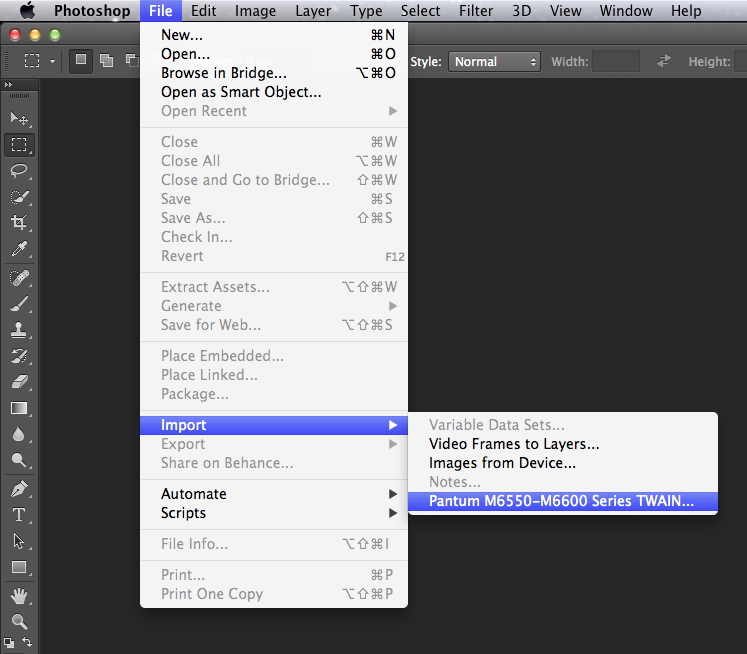 Photoshop File Edit Image Layer Type Select Filter 3D View Window Help
Style: Normal Width: Height:
New... ⌘N
Open... ⌘O
Browse in Bridge... ⌥⌘O
Open as Smart Object...
Open Recent
Close ⌘W
Close All ⌥⌘W
Close and Go to Bridge... ⇧⌘W
Save ⌘S
Save As... ⇧⌘S
Check In...
Revert F12
Extract Assets... ⌥⇧⌘W
Generate
Save for Web... ⌥⇧⌘S
Place Embedded...
Place Linked...
Package...
Import
Export
Share on Behance...
Automate
Scripts
File Info... ⌥⇧⌘I
Print... ⌘P
Print One Copy ⌥⇧⌘P
Variable Data Sets...
Video Frames to Layers...
Images from Device...
Notes...
Pantum M6550-M6600 Series TWAIN...